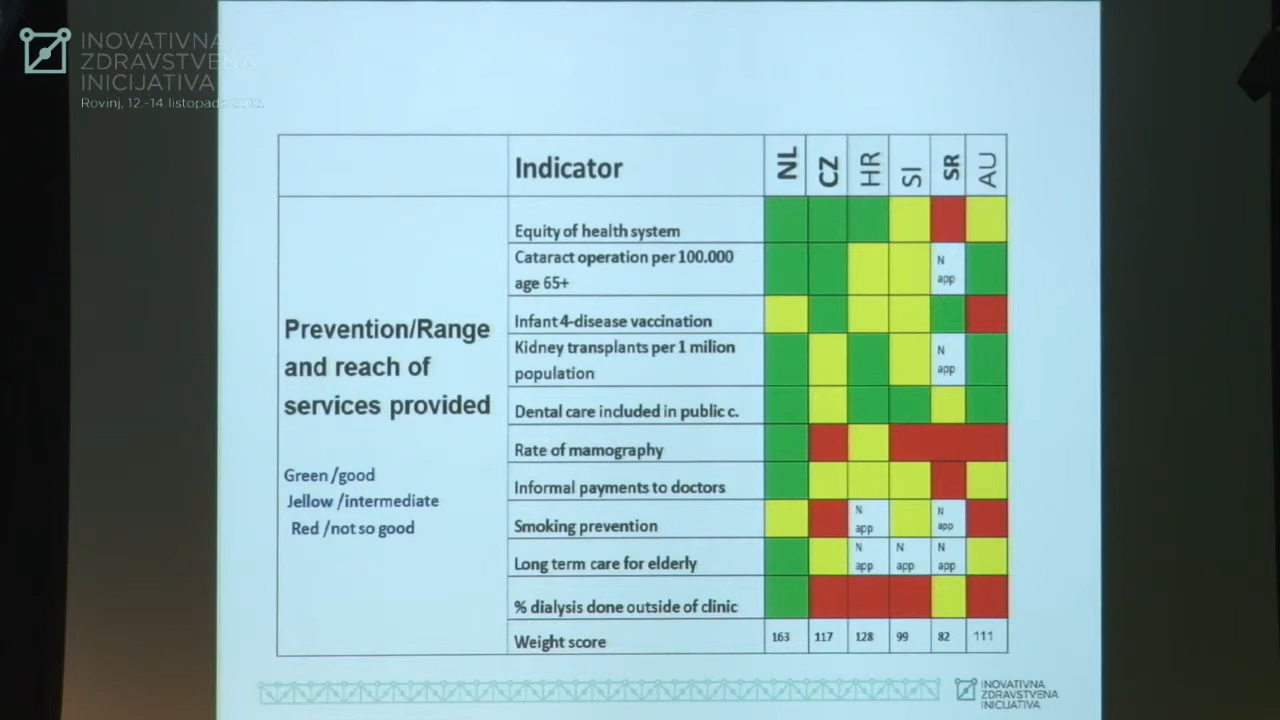 INOVATIVNA
ZDRAVSTVENA
INICIJATIVA
Rovinj, 12.-14.listopada
Indicator NL CZ HR SI SR AU
Prevention/Range
and reach of
services provided
Green /good
Jellow /intermediate
Red /not so good
Equity of health system
Cataract operation per 100.000
age 65+
N
app
Infant 4-disease vaccination
Kidney transplants per 1 milion
population
N
app
Dental care included in public c.
Rate of mamography
Informal payments to doctors
Smoking prevention
N
app
N
app
Long term care for elderly
N
app
N
app
N
app
% dialysis done outside of clinic
Weight score 163 117 128 99 82 111
INOVATIVNA
ZDRAVSTVENA
INICIJATIVA